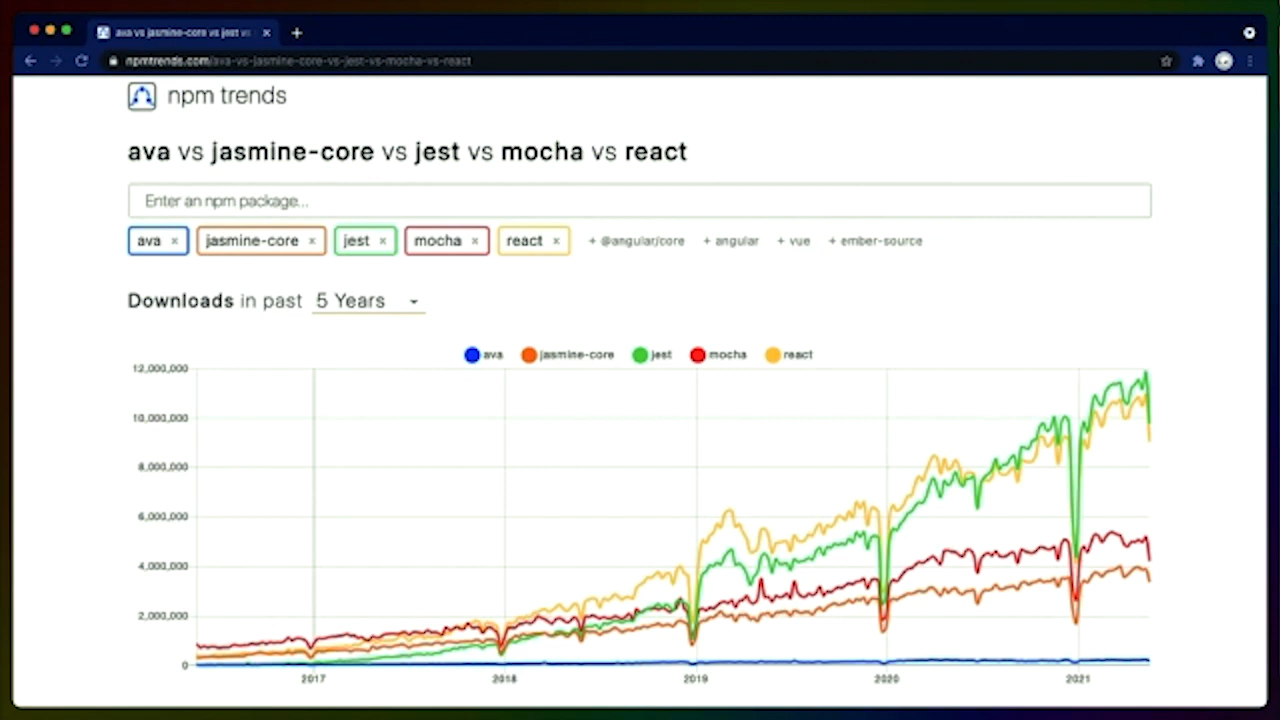 ava vs jasmine-core vs jest vs
npmtrends.com/ava-vs-jasmine-core-vs-jest-vs-mocha-vs-react
npm trends
ava vs jasmine-core vs jest vs mocha vs react
Enter an npm package...
ava × jasmine-core × jest × mocha × react × + @angular/core + angular + vue + ember-source
Downloads in past 5 Years
ava jasmine-core jest mocha react
12,000,000
10,000,000
8,000,000
6,000,000
4,000,000
2,000,000
0
2017 2018 2019 2020 2021